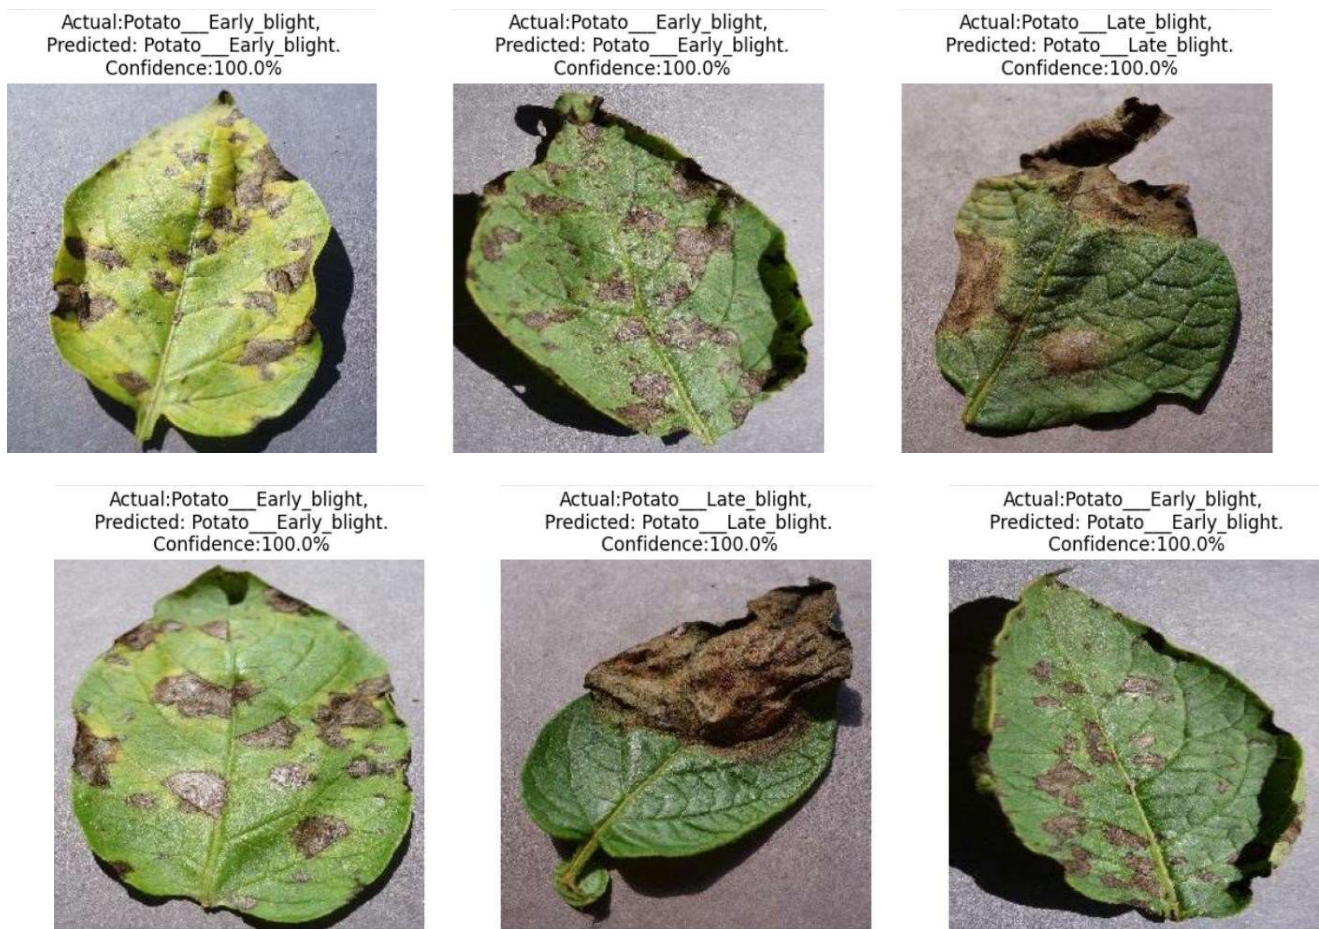 Actual:Potato___Early_blight,
Predicted: Potato___Early_blight.
Confidence:100.0%
Actual:Potato___Early_blight,
Predicted: Potato___Early_blight.
Confidence:100.0%
Actual:Potato___Late_blight,
Predicted: Potato___Late_blight.
Confidence:100.0%
Actual:Potato___Early_blight,
Predicted: Potato___Early_blight.
Confidence:100.0%
Actual:Potato___Late_blight,
Predicted: Potato___Late_blight.
Confidence:100.0%
Actual:Potato___Early_blight,
Predicted: Potato___Early_blight.
Confidence:100.0%